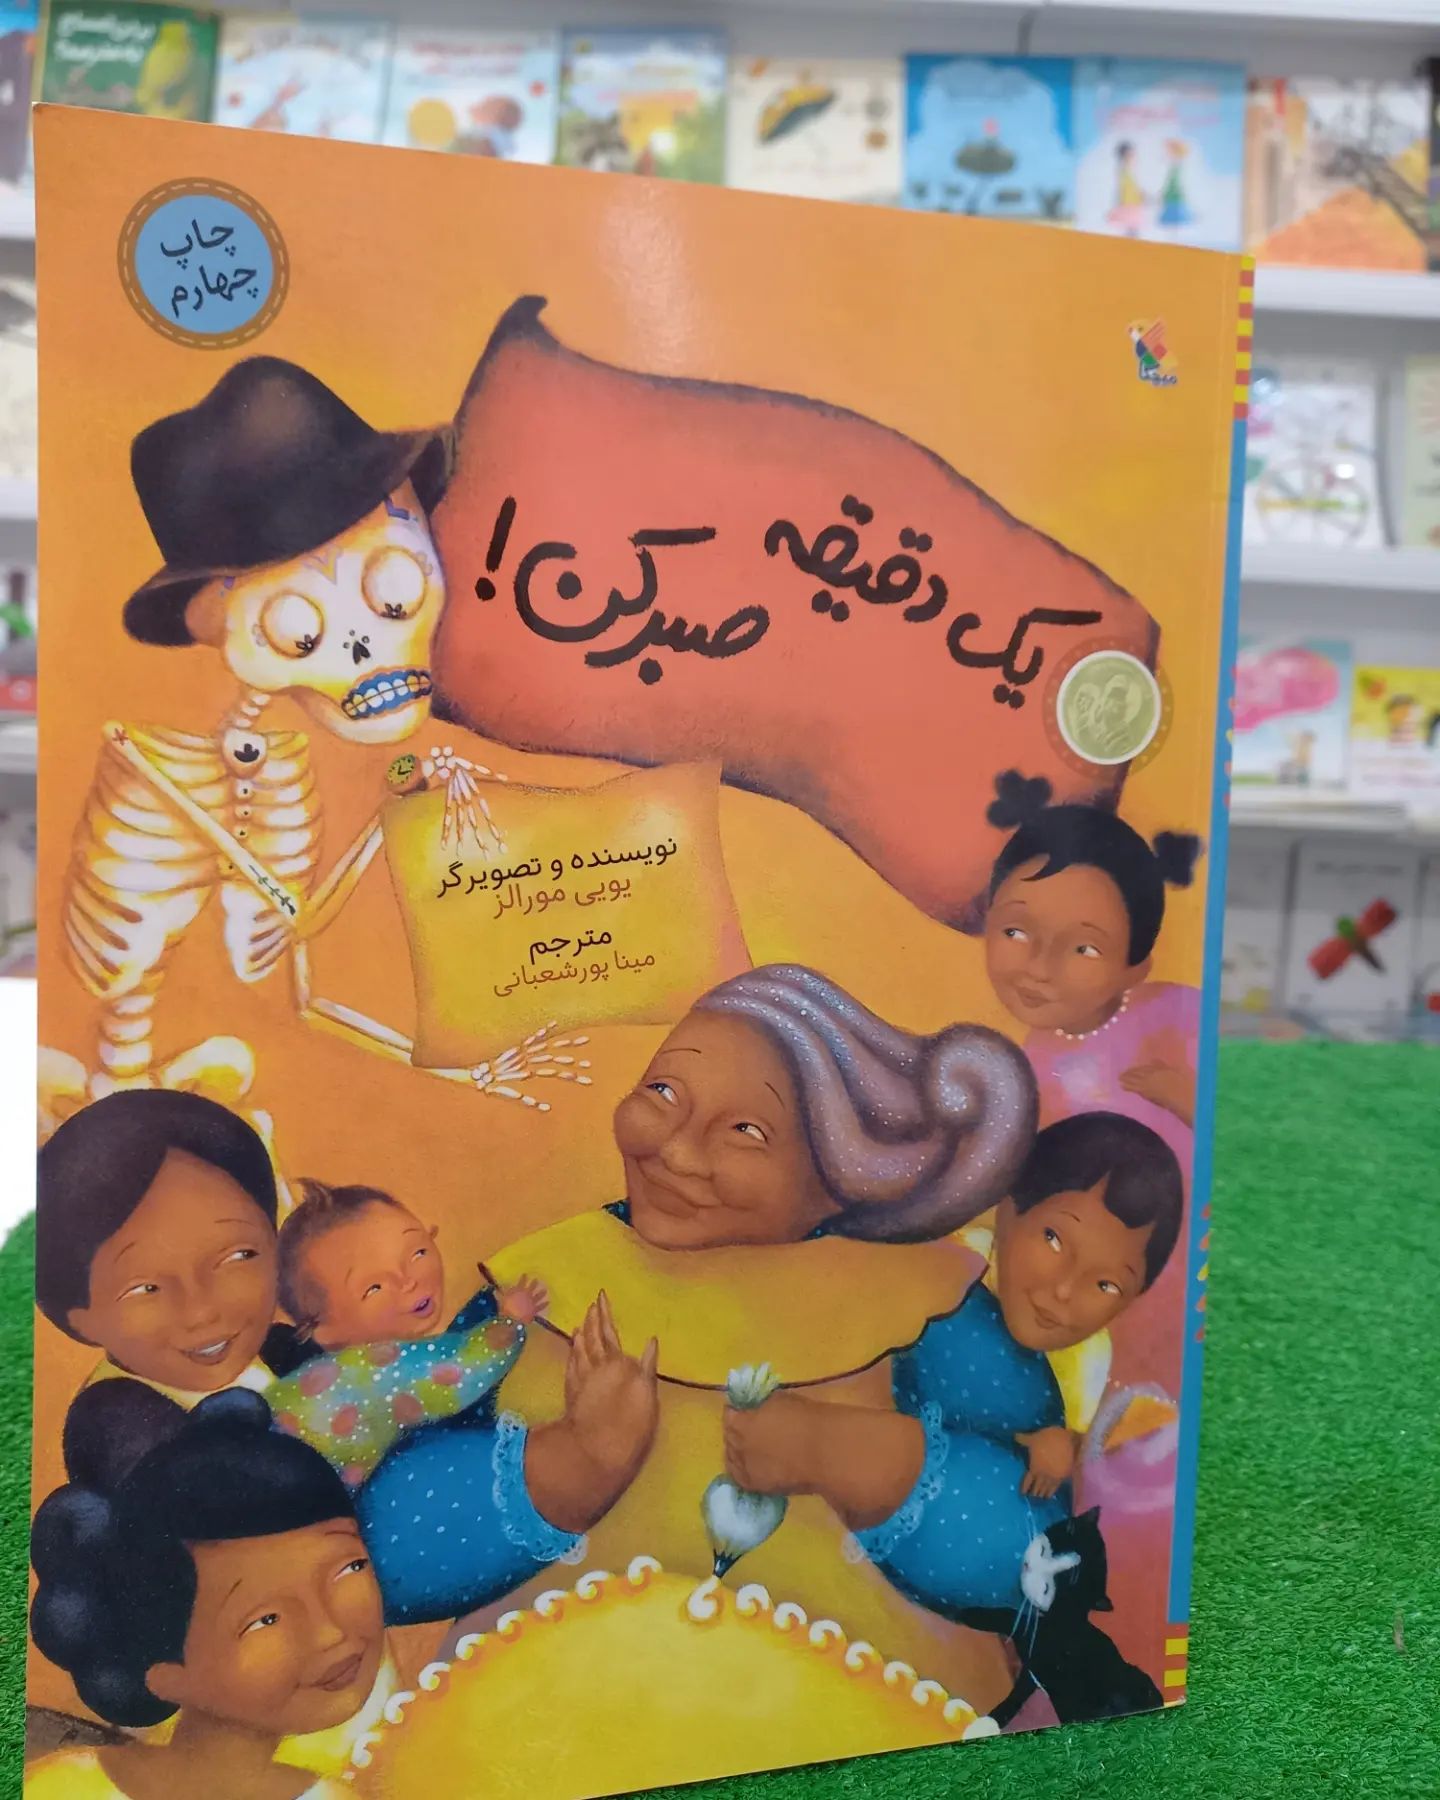 چاپ
چهارم
یک دقیقه
صبر کن!
نویسنده و تصویرگر
یویی مورالز
مترجم
مینا پورشعبانی